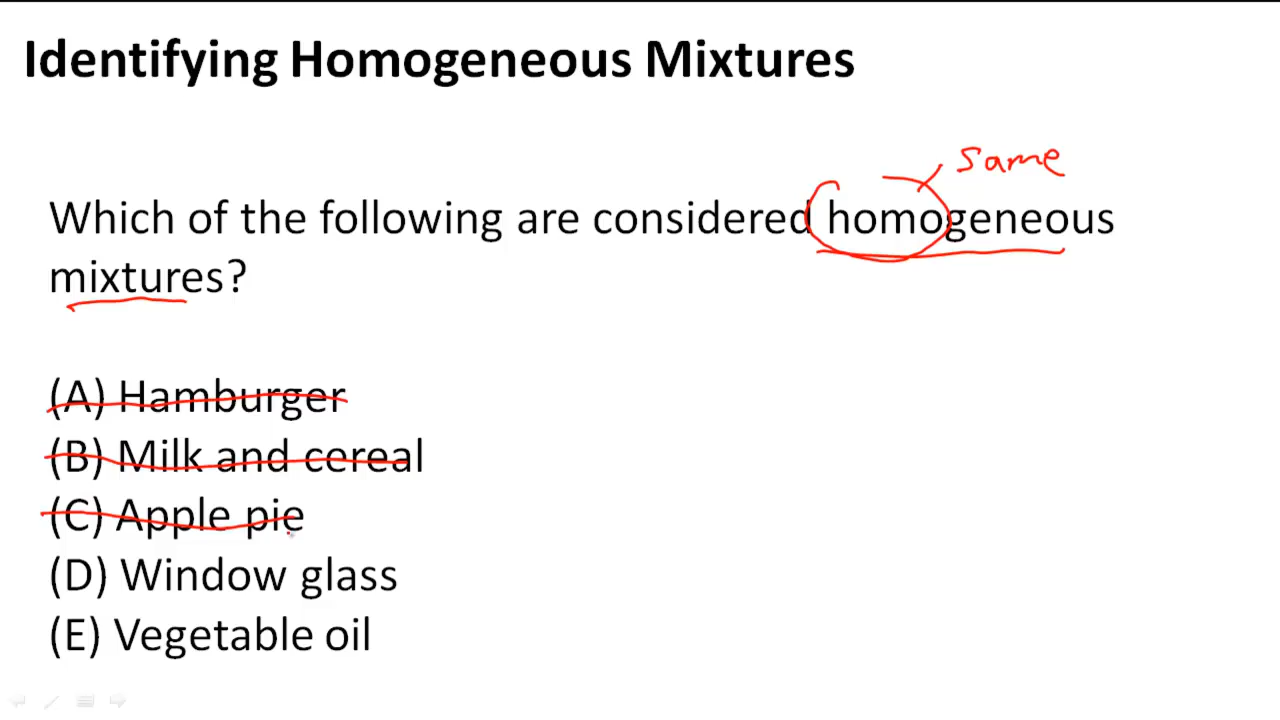 Identifying Homogeneous Mixtures
same
Which of the following are considered homogeneous
mixtures?
(A) Hamburger
(B) Milk and cereal
(C) Apple pie
(D) Window glass
(E) Vegetable oil